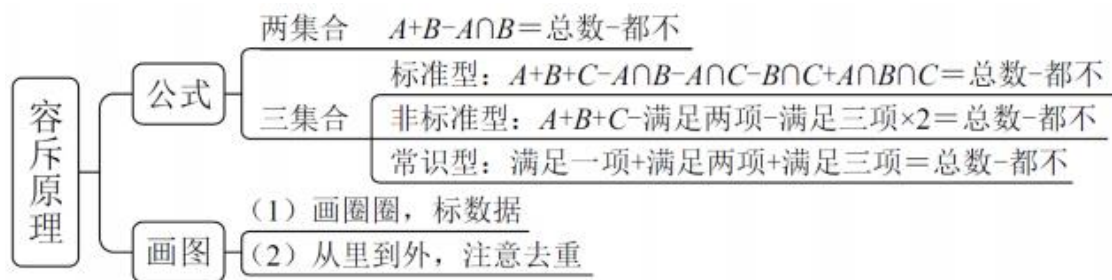 容斥原理
公式
两集合 A+B-A∩B=总数-都不
三集合
标准型：A+B+C-A∩B-A∩C-B∩C+A∩B∩C=总数-都不
非标准型：A+B+C-满足两项-满足三项×2=总数-都不
常识型：满足一项+满足两项+满足三项=总数-都不
画图
（1）画圈圈，标数据
（2）从里到外，注意去重